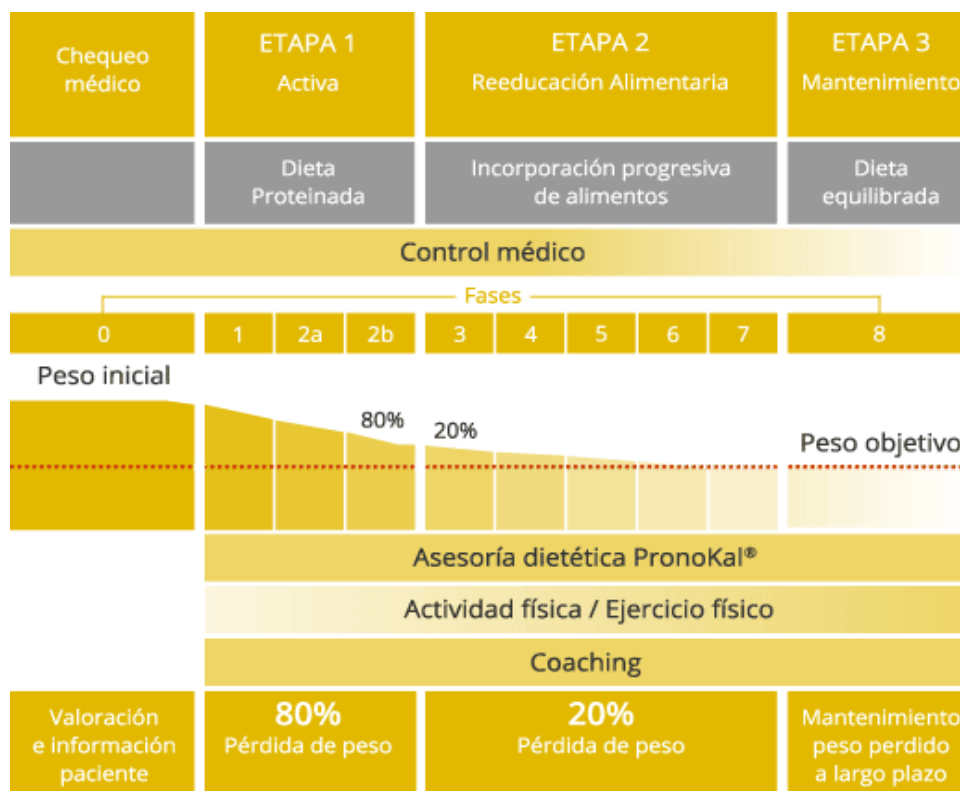 Chequeo
médico
ETAPA 1
Activa
ETAPA 2
Reeducación Alimentaria
ETAPA 3
Mantenimiento
Dieta
Proteinada
Incorporación progresiva
de alimentos
Dieta
equilibrada
Control médico
Fases
0 1 2a 2b 3 4 5 6 7 8
Peso inicial
80%
20%
Peso objetivo
Asesoría dietética PronoKal®
Actividad física / Ejercicio físico
Coaching
Valoración
e información
paciente
80%
Pérdida de peso
20%
Pérdida de peso
Mantenimiento
peso perdido
a largo plazo